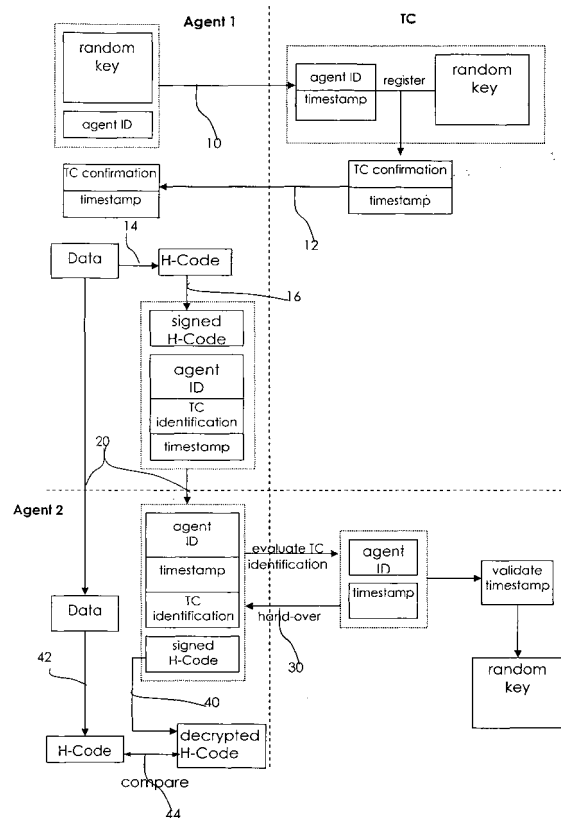 Agent 1
TC
random
key
agent ID
10
agent ID
timestamp
register
random
key
TC confirmation
timestamp
12
TC confirmation
timestamp
Data
14
H-Code
16
signed
H-Code
agent
ID
TC
identification
timestamp
20
Agent 2
agent
ID
timestamp
TC
identification
signed
H-Code
evaluate TC
identification
hand-over
30
agent
ID
timestamp
validate
timestamp
random
key
Data
42
40
H-Code
decrypted
H-Code
compare
44